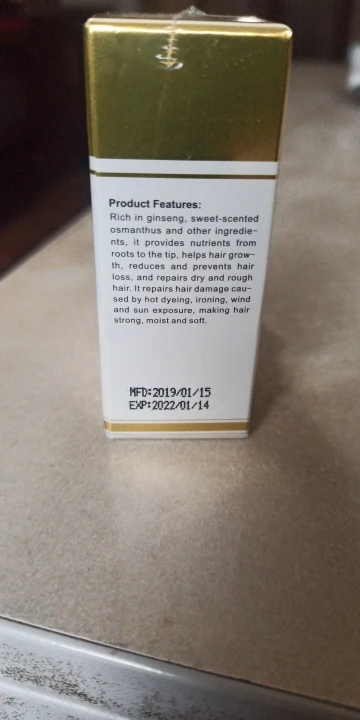 Product Features:
Rich in ginseng, sweet-scented
osmanthus and other ingredie-
nts, it provides nutrients from
roots to the tip, helps hair grow-
th, reduces and prevents hair
loss, and repairs dry and rough
hair. It repairs hair damage cau-
sed by hot dyeing, ironing, wind
and sun exposure, making hair
strong, moist and soft.
MFD:2019/01/15
EXP:2022/01/14